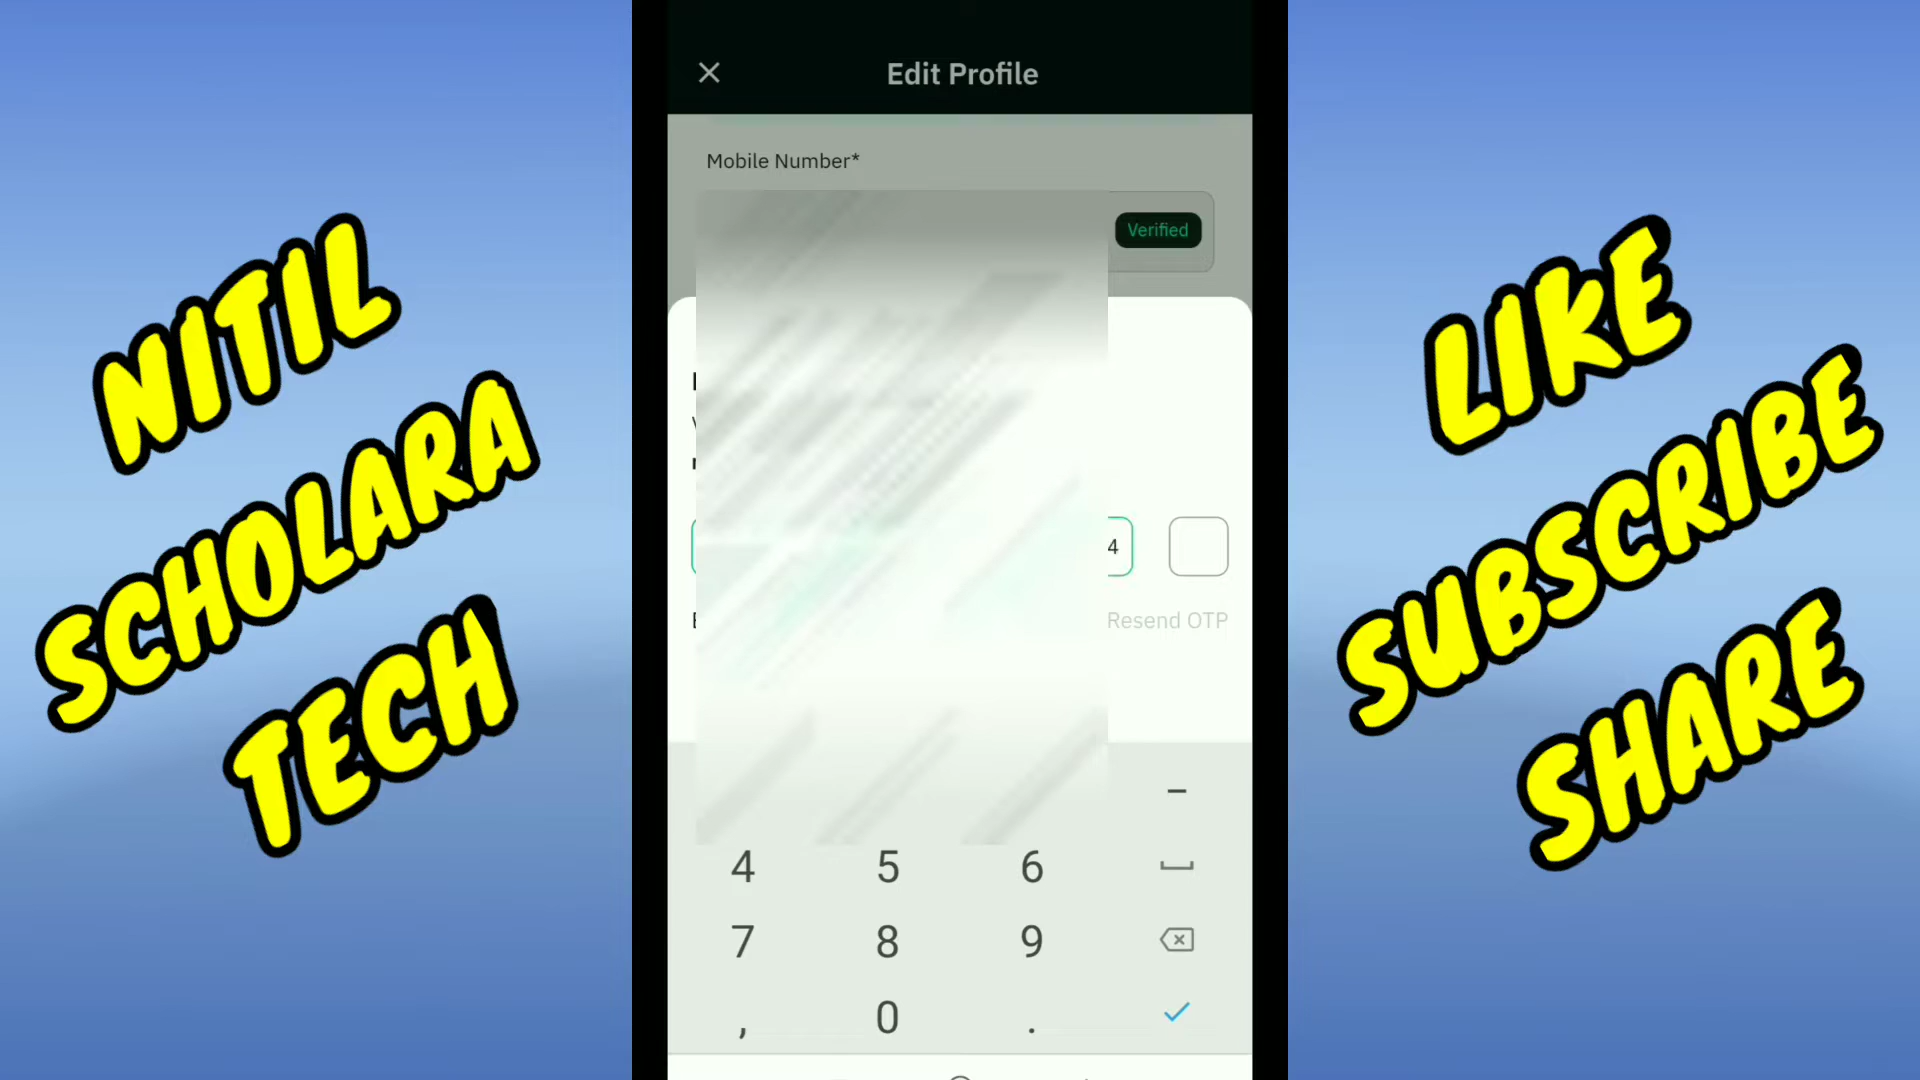 NITIL
SCHOLARA
TECH
Edit Profile
Mobile Number*
Verified
4
Resend OTP
–
4 5 6
7 8 9
, 0 .
LIKE
SUBSCRIBE
SHARE